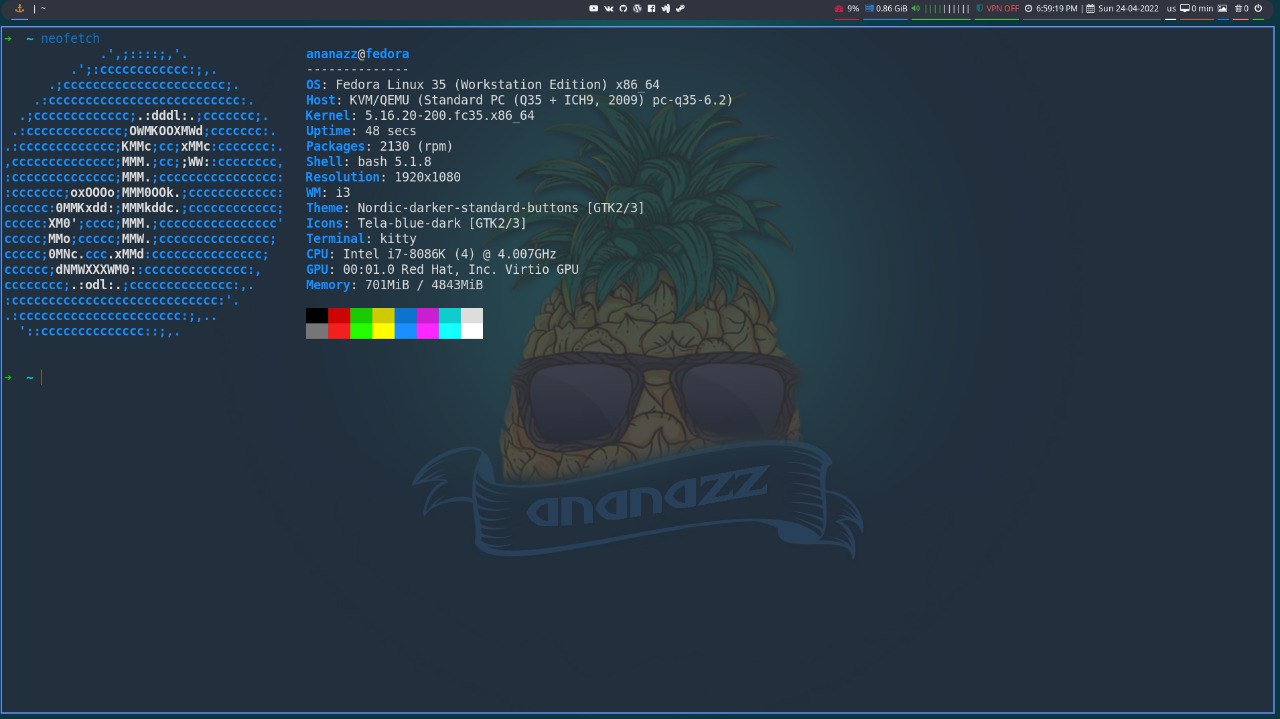 | ~ 9% 0.86 GiB VPN OFF 6:59:19 PM | Sun 24-04-2022 us 0 min 0
➜ ~ neofetch
.',;::::;,'.
.';:cccccccccccc:;,.
.;cccccccccccccccccccccc;.
.:cccccccccccccccccccccccccc:.
.;ccccccccccccc;.:dddl:.;ccccccc;.
.:ccccccccccccc;OWMKOOXMWd;ccccccc:.
.:ccccccccccccc;KMMc;cc;xMMc:ccccccc:.
,cccccccccccccc;MMM.;cc;;WW::cccccccc,
:cccccccccccccc;MMM.;cccccccccccccccc:
:ccccccc;oxOOOo;MMM0OOk.;cccccccccccc:
cccccc:0MMKxdd:;MMMkddc.;cccccccccccc;
ccccc:XM0';cccc;MMM.;cccccccccccccccc'
ccccc;MMo;ccccc;MMW.;ccccccccccccccc;
ccccc;0MNc.ccc.xMMd:ccccccccccccccc;
cccccc;dNMWXXXWM0::cccccccccccccc:,
cccccccc;.:odl:.;cccccccccccccc:,.
:cccccccccccccccccccccccccccc:'.
.:cccccccccccccccccccccc:;,..
'::cccccccccccccc::;,.
ananazz@fedora
--------------
OS: Fedora Linux 35 (Workstation Edition) x86_64
Host: KVM/QEMU (Standard PC (Q35 + ICH9, 2009) pc-q35-6.2)
Kernel: 5.16.20-200.fc35.x86_64
Uptime: 48 secs
Packages: 2130 (rpm)
Shell: bash 5.1.8
Resolution: 1920x1080
WM: i3
Theme: Nordic-darker-standard-buttons [GTK2/3]
Icons: Tela-blue-dark [GTK2/3]
Terminal: kitty
CPU: Intel i7-8086K (4) @ 4.007GHz
GPU: 00:01.0 Red Hat, Inc. Virtio GPU
Memory: 701MiB / 4843MiB
➜ ~
ananazz